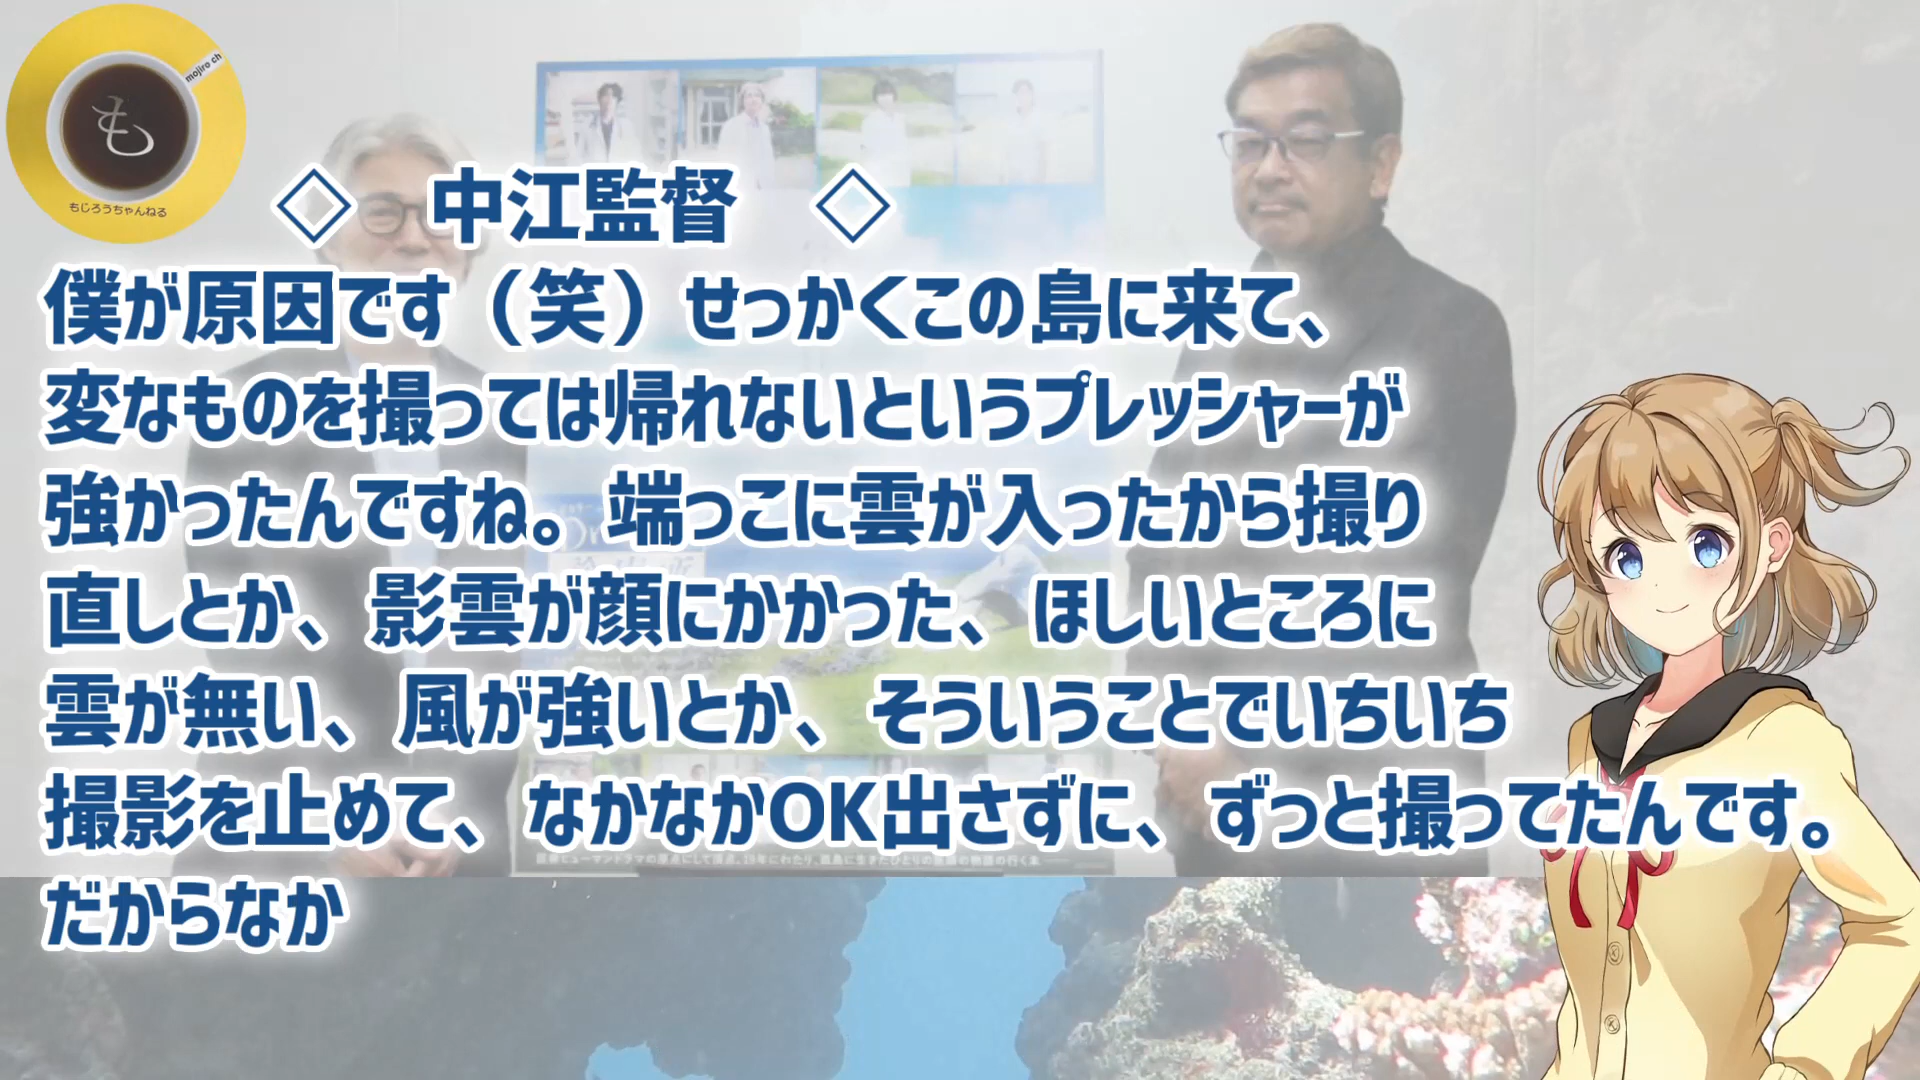 mojiro ch
も
もじろうちゃんねる
◇ 中江監督 ◇
僕が原因です（笑）せっかくこの島に来て、
変なものを撮っては帰れないというプレッシャーが
強かったんですね。端っこに雲が入ったから撮り
直しとか、影雲が顔にかかった、ほしいところに
雲が無い、風が強いとか、そういうことでいちいち
撮影を止めて、なかなかOK出さずに、ずっと撮ってたんです。
だからなか